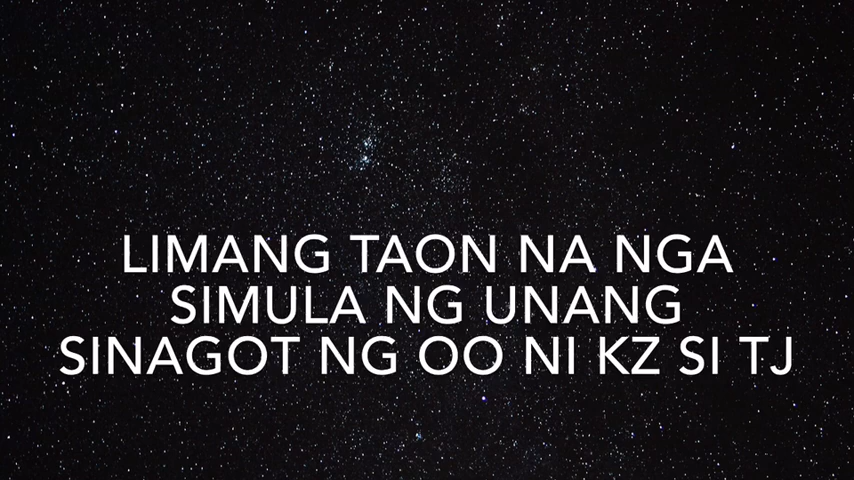 LIMANG TAON NA NGA
SIMULA NG UNANG
SINAGOT NG OO NI KZ SI TJ